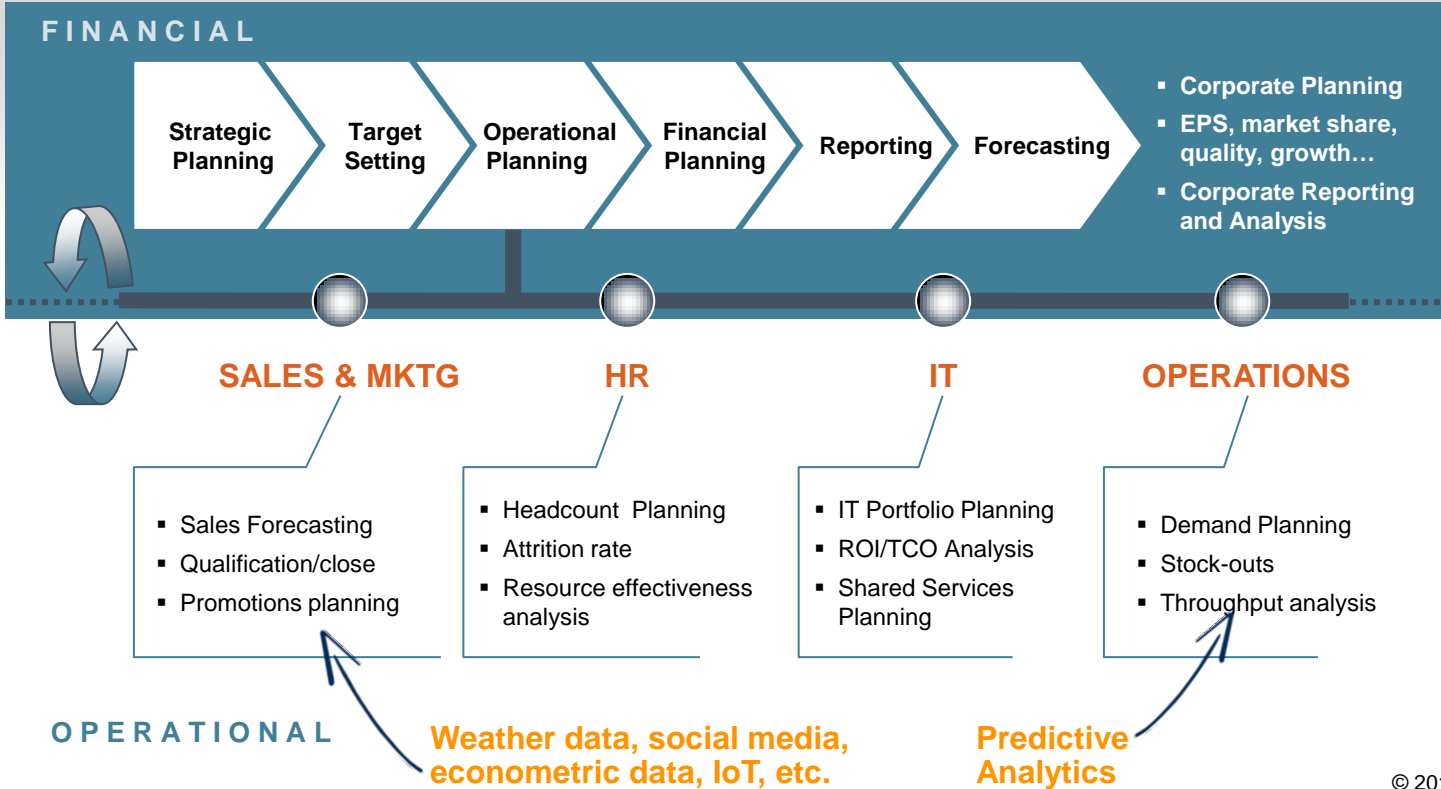 FINANCIAL
Strategic
Planning
Target
Setting
Operational
Planning
Financial
Planning
Reporting
Forecasting
▪ Corporate Planning
▪ EPS, market share,
quality, growth…
▪ Corporate Reporting
and Analysis
SALES & MKTG
▪ Sales Forecasting
▪ Qualification/close
▪ Promotions planning
HR
▪ Headcount Planning
▪ Attrition rate
▪ Resource effectiveness
analysis
IT
▪ IT Portfolio Planning
▪ ROI/TCO Analysis
▪ Shared Services
Planning
OPERATIONS
▪ Demand Planning
▪ Stock-outs
▪ Throughput analysis
OPERATIONAL
Weather data, social media,
econometric data, IoT, etc.
Predictive
Analytics